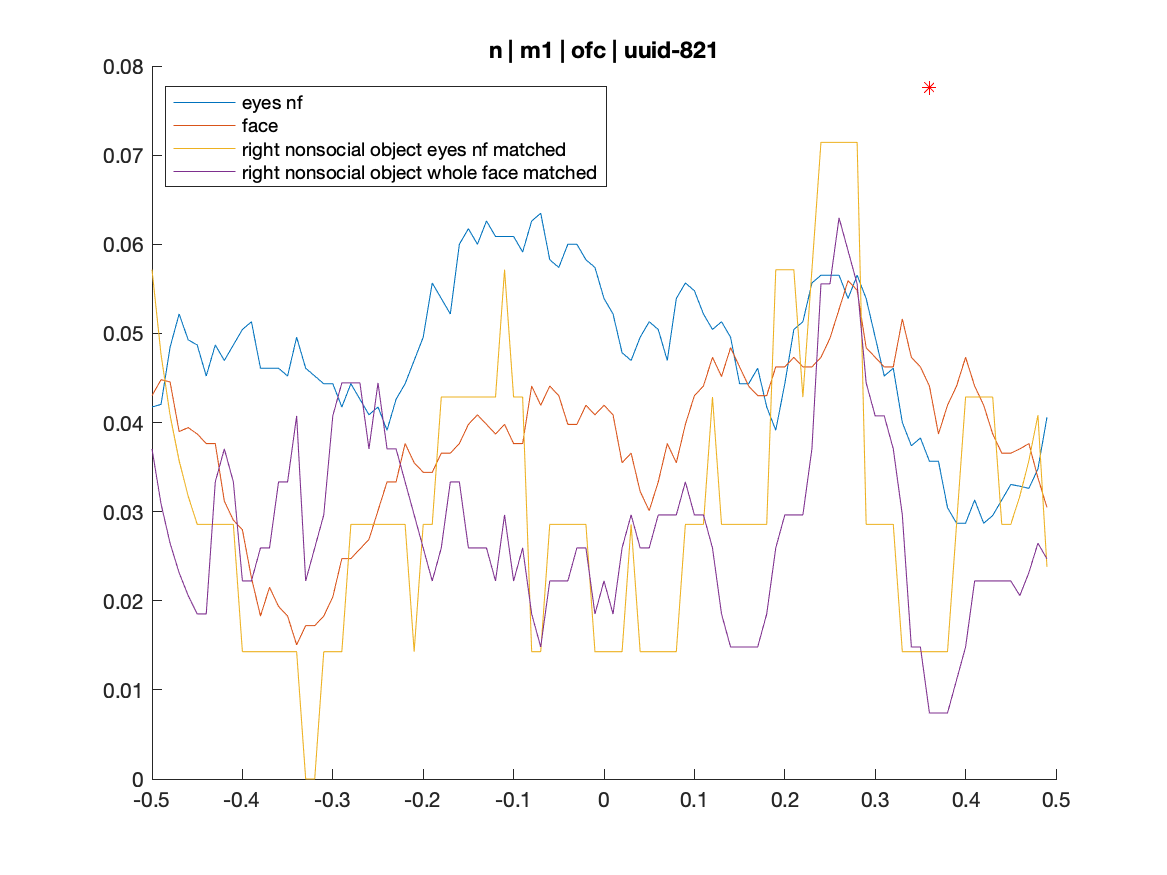 n | m1 | ofc | uuid-821
0.08
0.07
0.06
0.05
0.04
0.03
0.02
0.01
0
eyes nf
face
right nonsocial object eyes nf matched
right nonsocial object whole face matched
-0.5 -0.4 -0.3 -0.2 -0.1 0 0.1 0.2 0.3 0.4 0.5